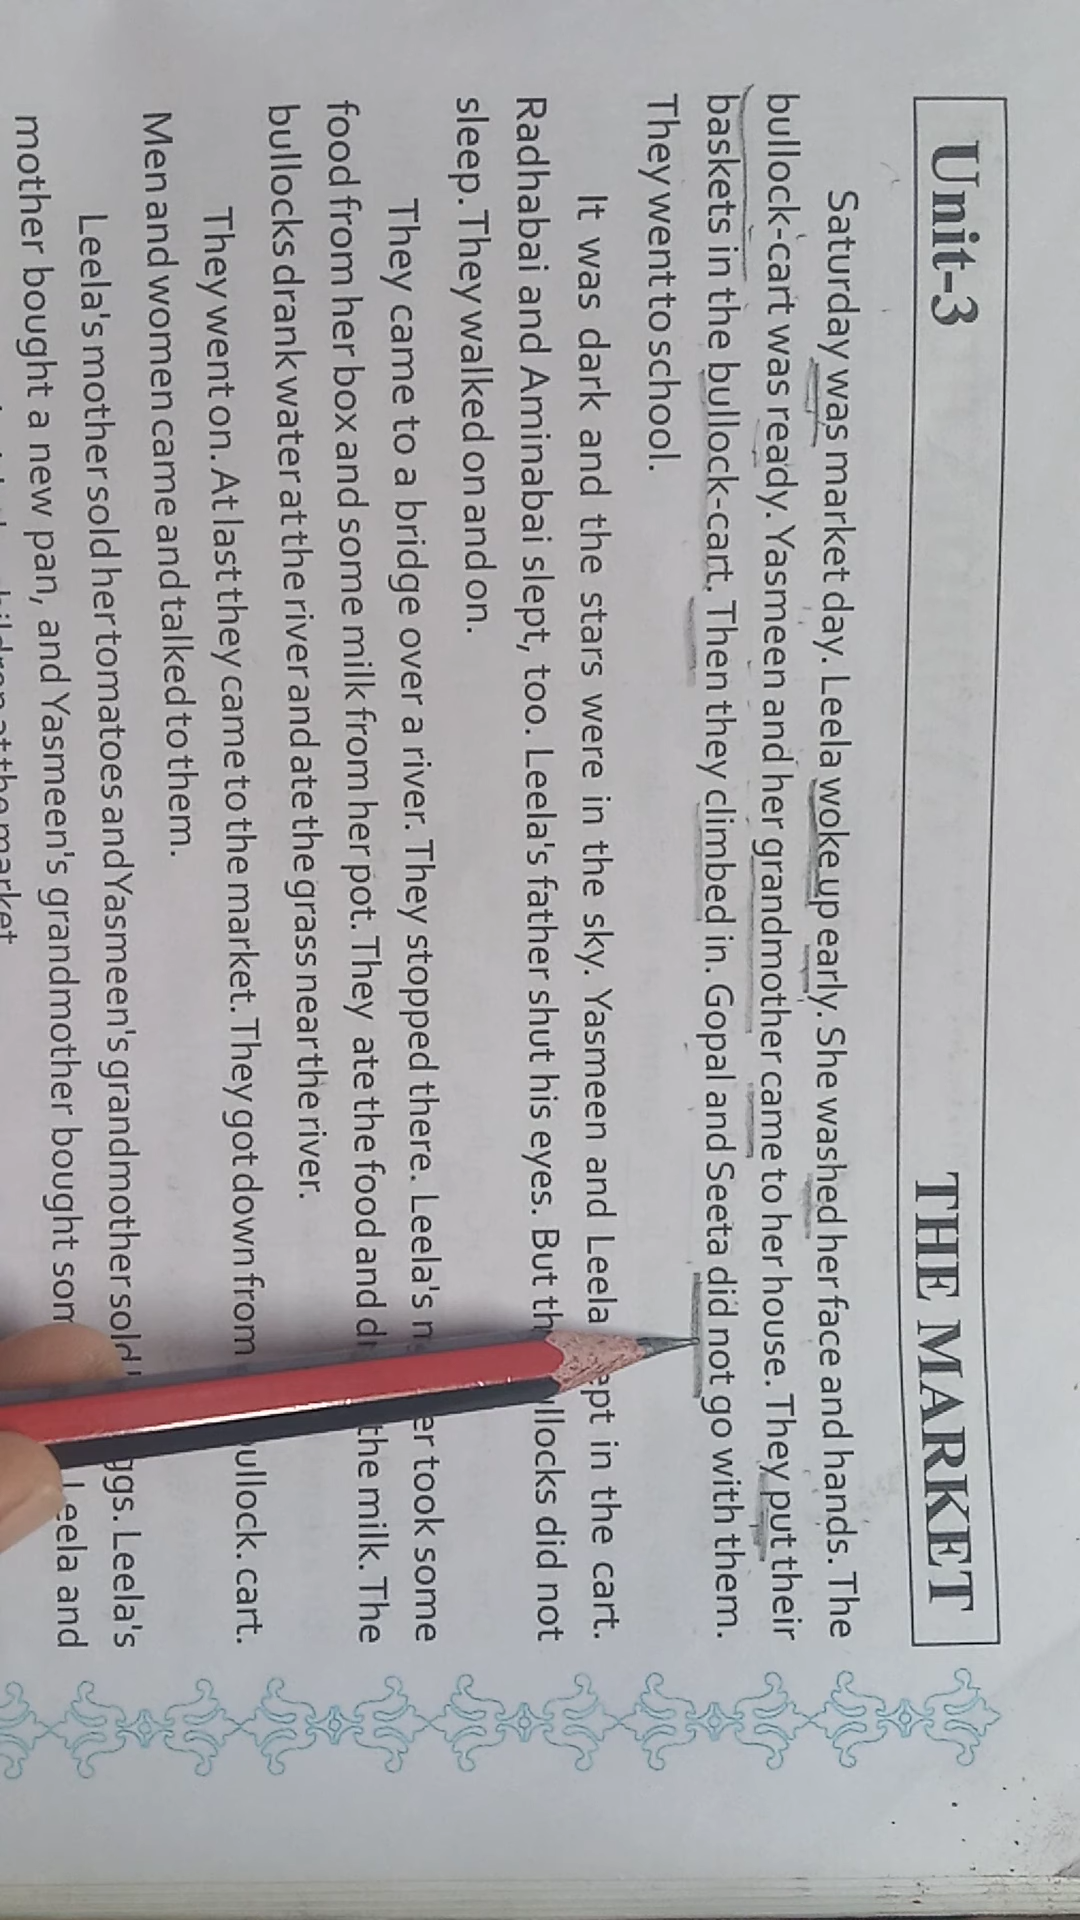 Unit-3 THE MARKET
Saturday was market day. Leela woke up early. She washed her face and hands. The
bullock-cart was ready. Yasmeen and her grandmother came to her house. They put their
baskets in the bullock-cart. Then they climbed in. Gopal and Seeta did not go with them.
They went to school.
It was dark and the stars were in the sky. Yasmeen and Leela in the cart.
Radhabai and Aminabai slept, too. Leela's father shut his eyes. But did not
sleep. They walked on and on.
They came to a bridge over a river. They stopped there. Leela's took some
food from her box and some milk from her pot. They ate the food and the milk. The
bullocks drank water at the river and ate the grass near the river.
They went on. At last they came to the market. They got down from cart.
Men and women came and talked to them.
Leela's mother sold her tomatoes and Yasmeen's grandmother sold Leela's
mother bought a new pan, and Yasmeen's grandmother bought Leela and
the market